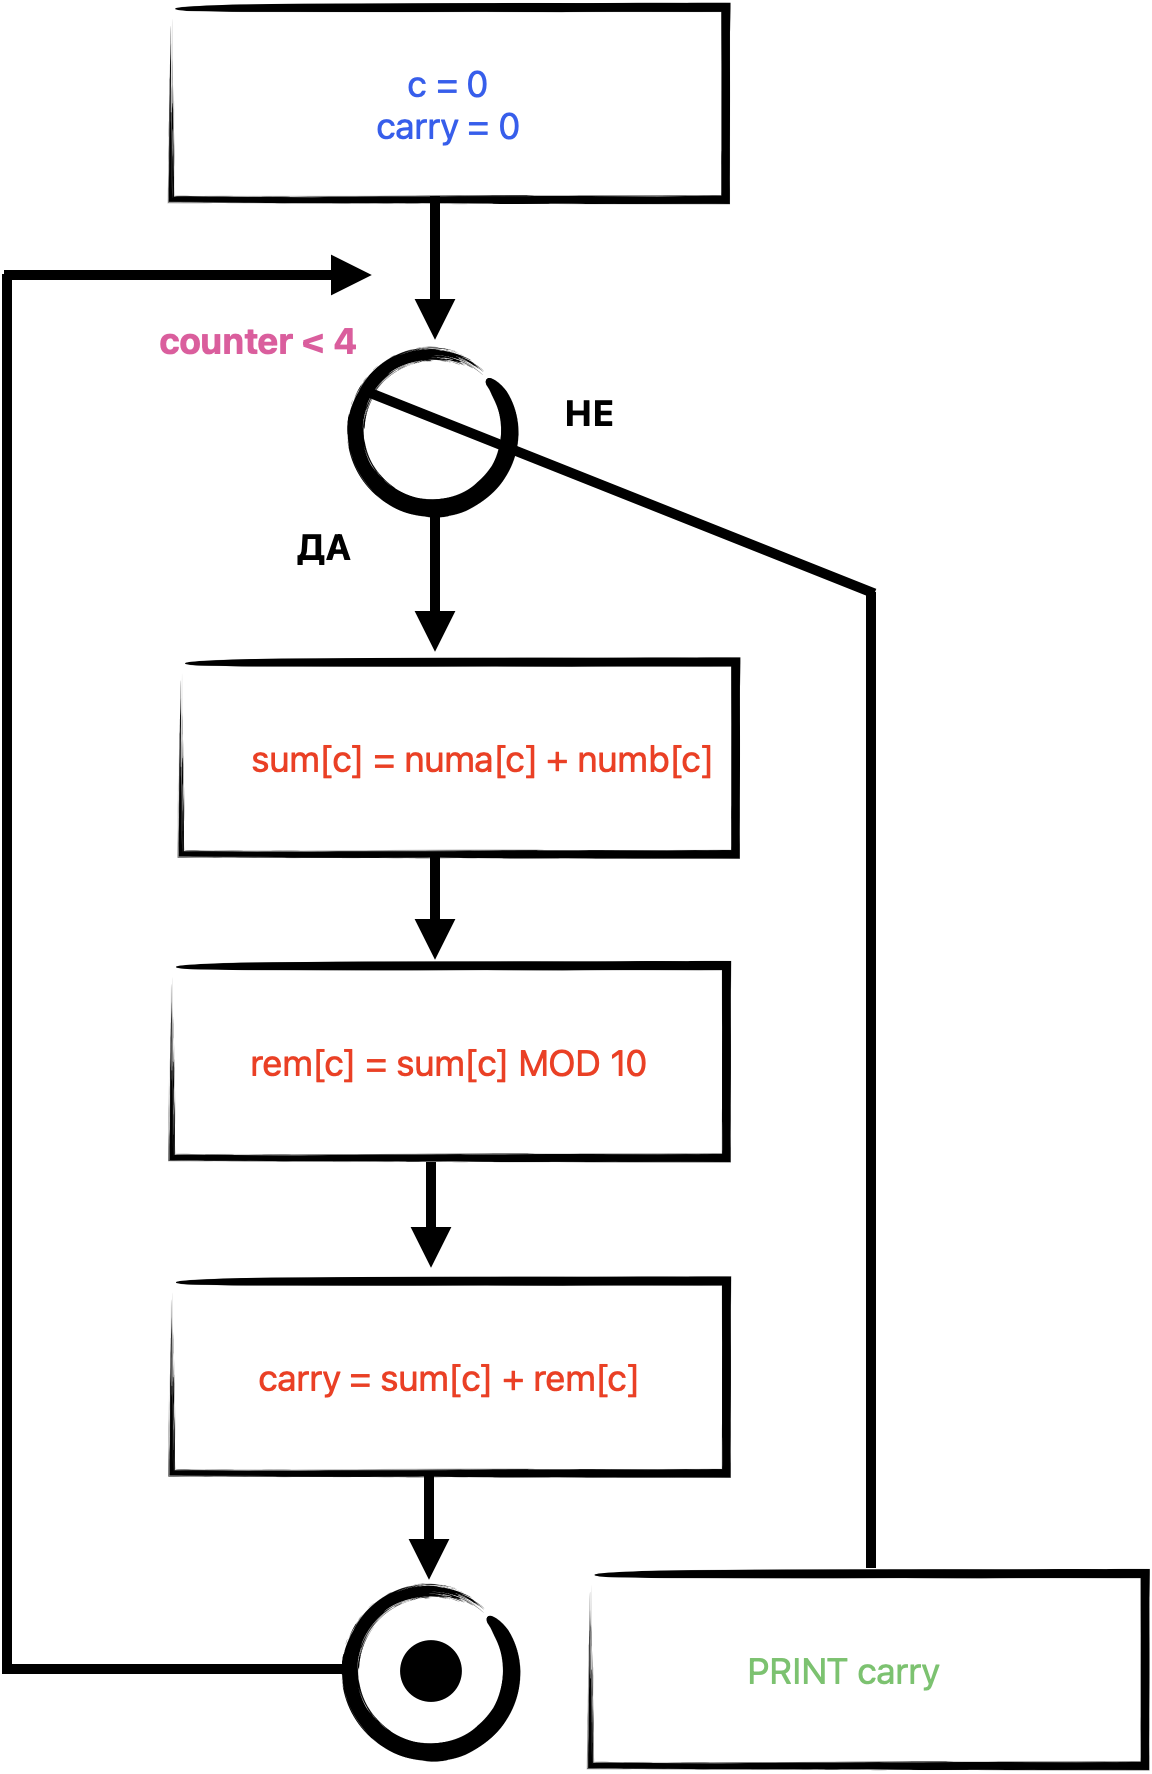 c = 0
carry = 0
counter < 4
НЕ
ДА
sum[c] = numa[c] + numb[c]
rem[c] = sum[c] MOD 10
carry = sum[c] + rem[c]
PRINT carry